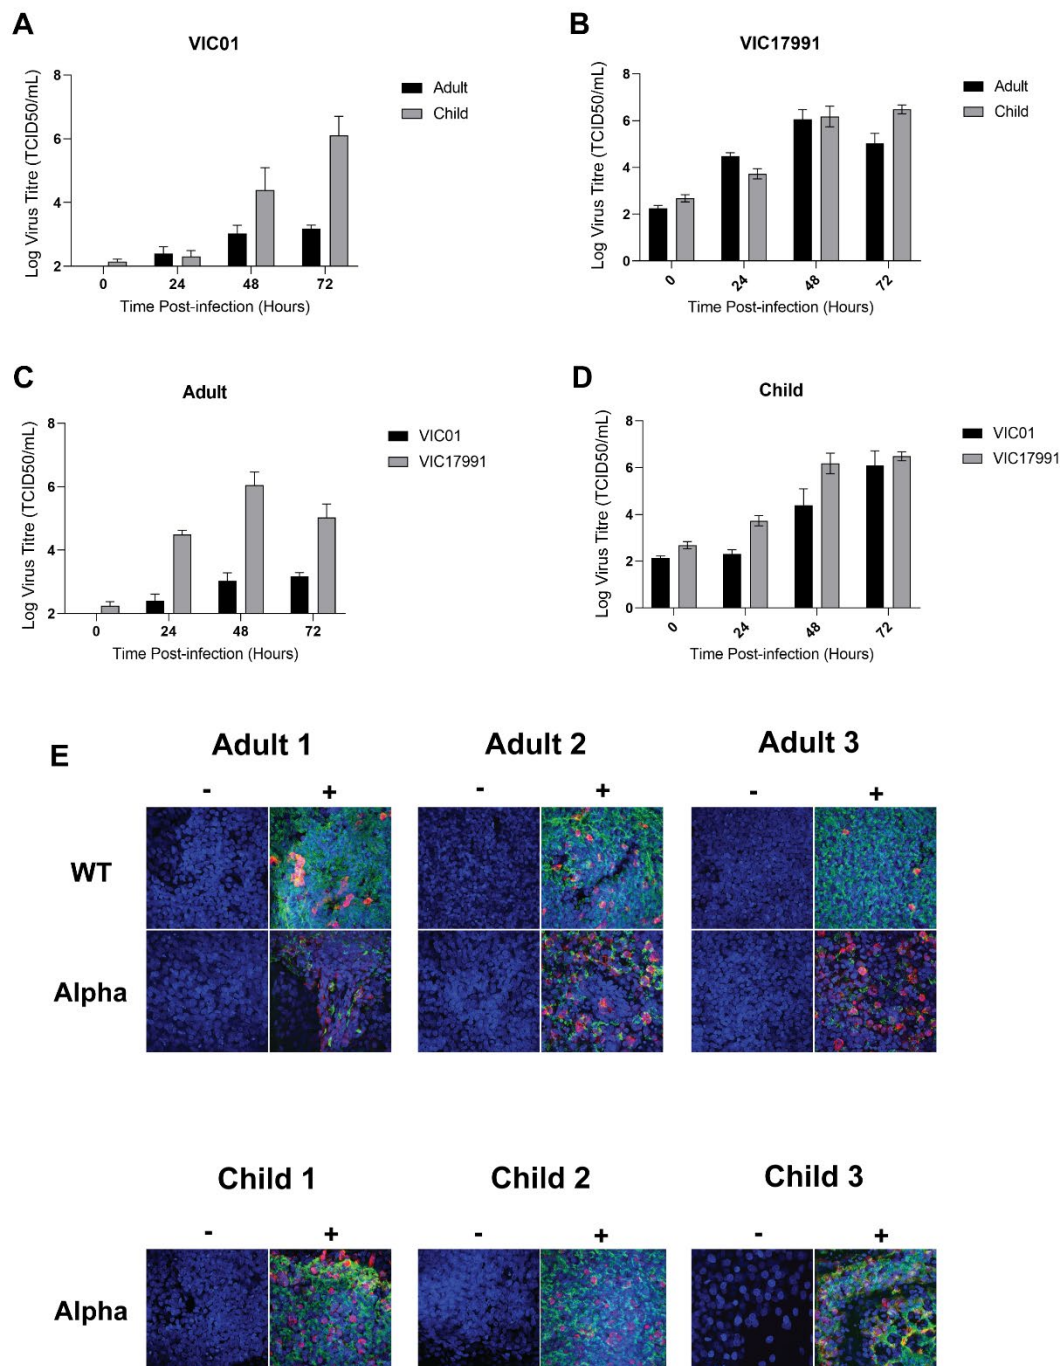 A
VIC01
Log Virus Titre (TCID50/mL)
8
6
4
2
0
24
48
72
Time Post-infection (Hours)
Adult
Child
B
VIC17991
Log Virus Titre (TCID50/mL)
8
6
4
2
0
0
24
48
72
Time Post-infection (Hours)
Adult
Child
C
Adult
Log Virus Titre (TCID50/mL)
8
6
4
2
0
24
48
72
Time Post-infection (Hours)
VIC01
VIC17991
D
Child
Log Virus Titre (TCID50/mL)
8
6
4
2
0
0
24
48
72
Time Post-infection (Hours)
VIC01
VIC17991
E
Adult 1 Adult 2 Adult 3
- + - + - +
WT
Alpha
Child 1 Child 2 Child 3
- + - + - +
Alpha